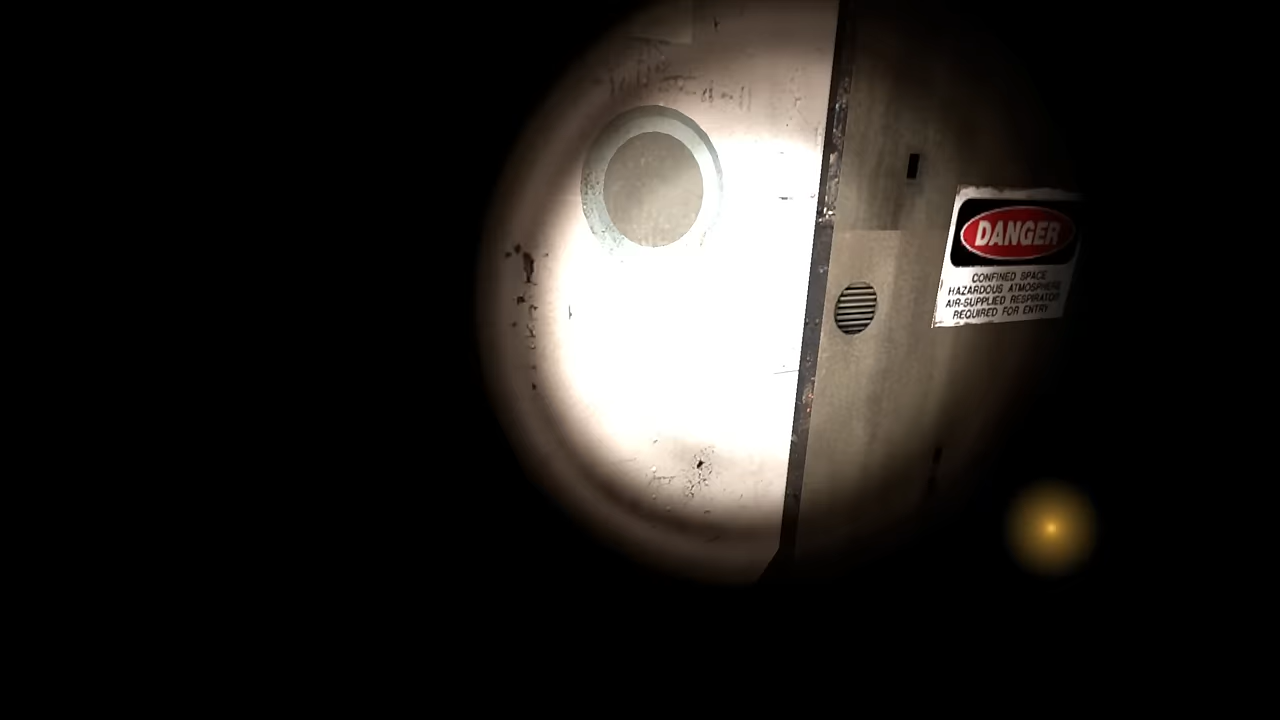 DANGER
CONFINED SPACE
HAZARDOUS ATMOSPHERE
AIR-SUPPLIED RESPIRATOR
REQUIRED FOR ENTRY